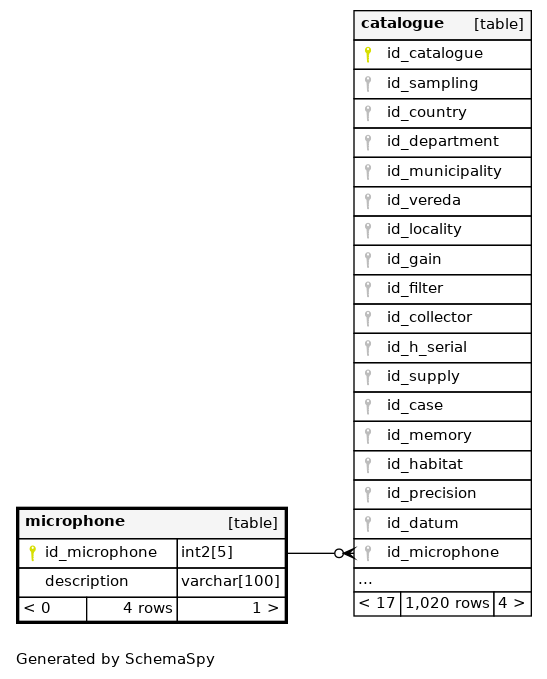 catalogue [table]
id_catalogue
id_sampling
id_country
id_department
id_municipality
id_vereda
id_locality
id_gain
id_filter
id_collector
id_h_serial
id_supply
id_case
id_memory
id_habitat
id_precision
id_datum
id_microphone
...
< 17 1,020 rows 4 >
microphone [table]
id_microphone int2[5]
description varchar[100]
< 0 4 rows 1 >
Generated by SchemaSpy